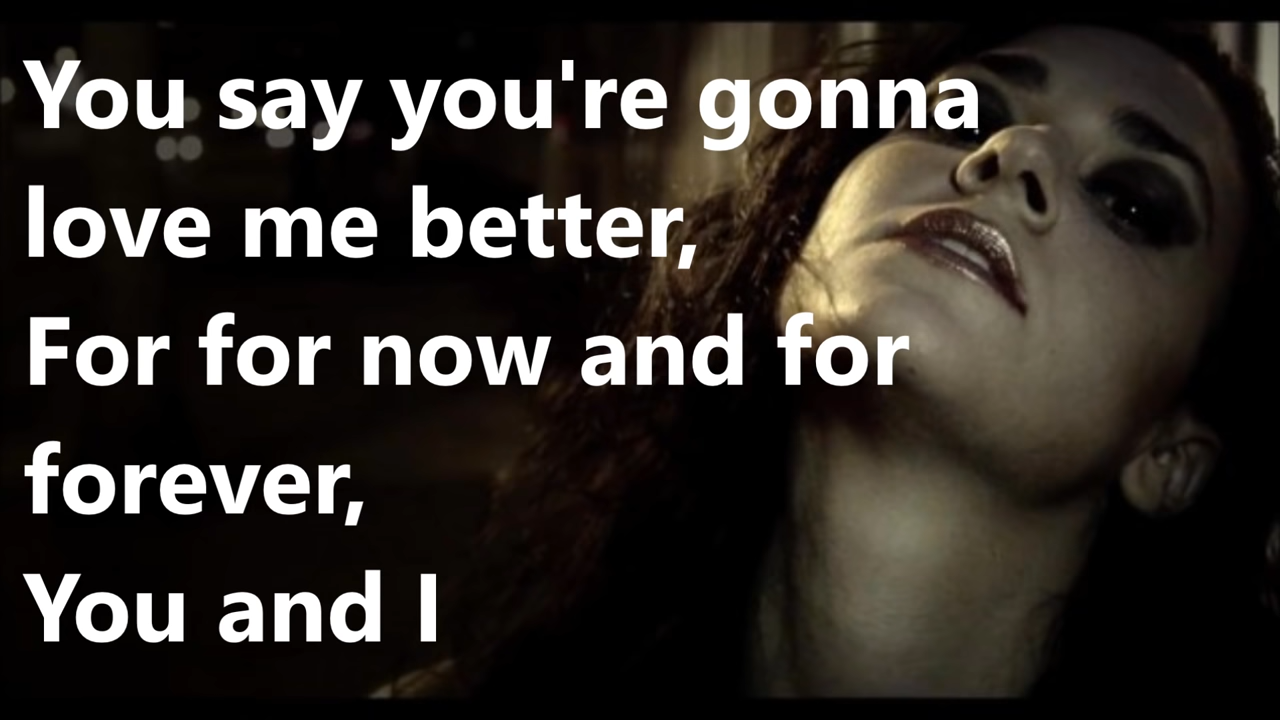 You say you're gonna
love me better,
For for now and for
forever,
You and I